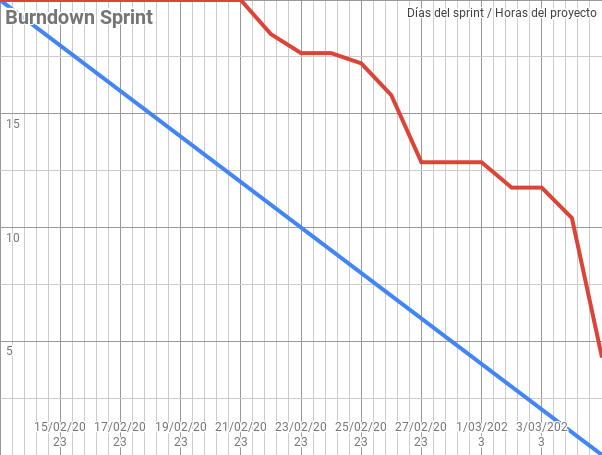 Burndown Sprint
Días del sprint / Horas del proyecto
15
10
5
15/02/20 17/02/20 19/02/20 21/02/20 23/02/20 25/02/20 27/02/20 1/03/202 3/03/202
23 23 23 23 23 23 23 3 3